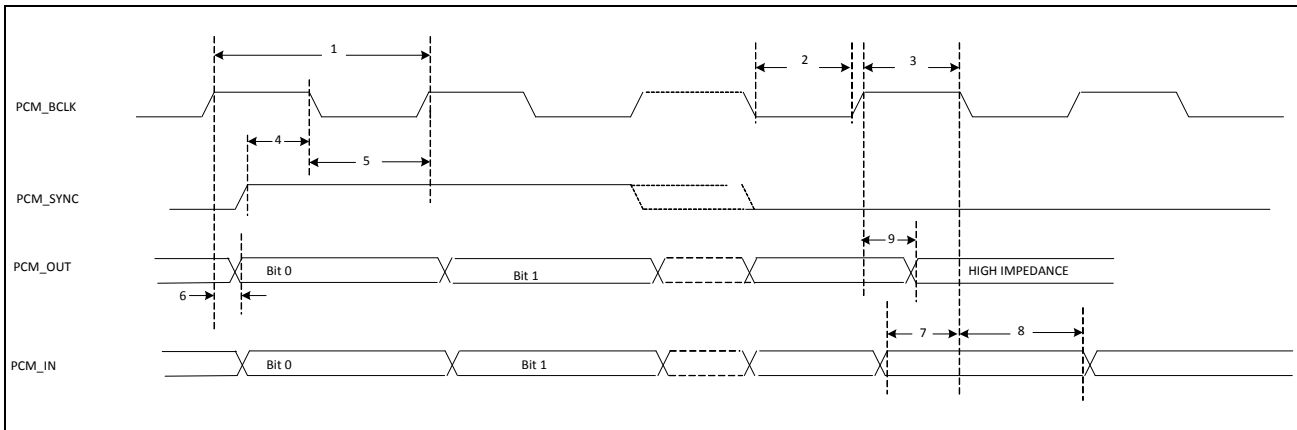 1
2
3
PCM_BCLK
4
5
PCM_SYNC
9
PCM_OUT
Bit 0
Bit 1
HIGH IMPEDANCE
6
7
8
PCM_IN
Bit 0
Bit 1